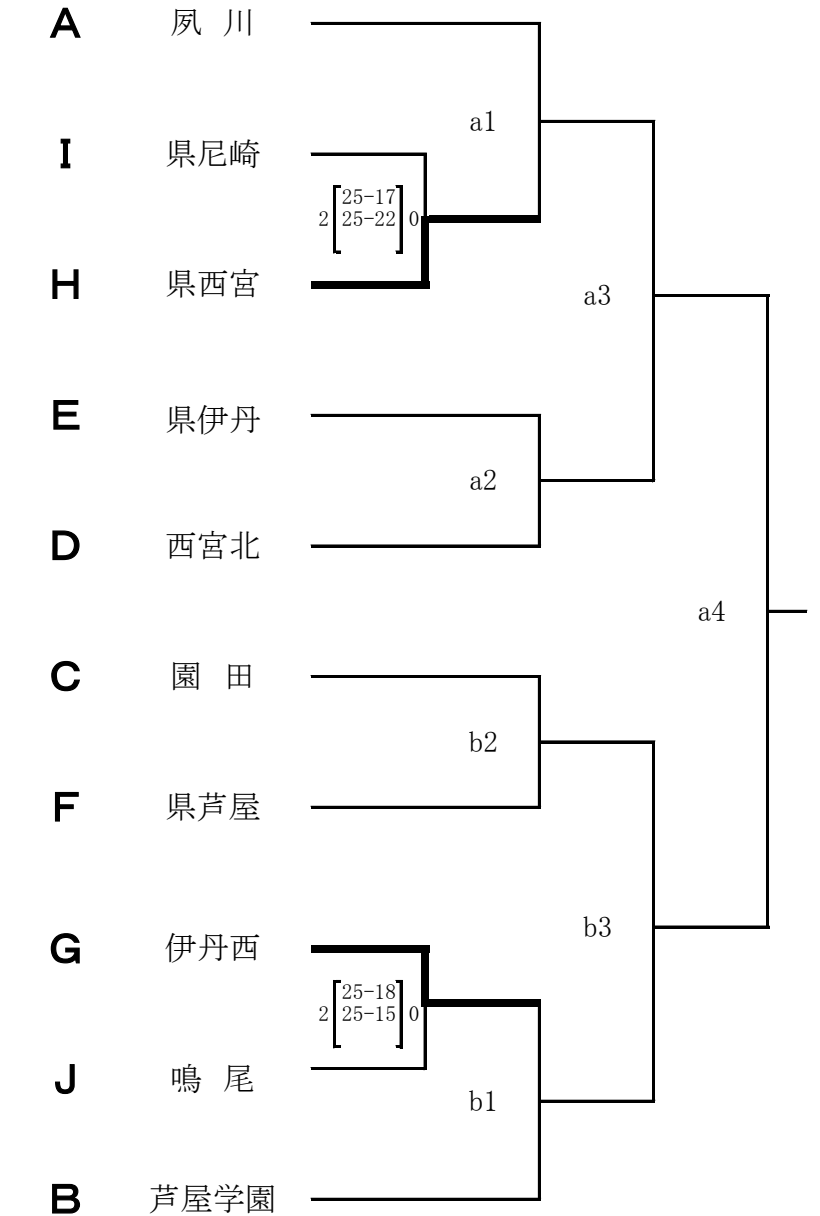 A 夙 川
a1
I 県尼崎
25-17
2 25-22 0
H 県西宮
a3
E 県伊丹
a2
D 西宮北
a4
C 園 田
b2
F 県芦屋
b3
G 伊丹西
25-18
2 25-15 0
J 鳴 尾
b1
B 芦屋学園